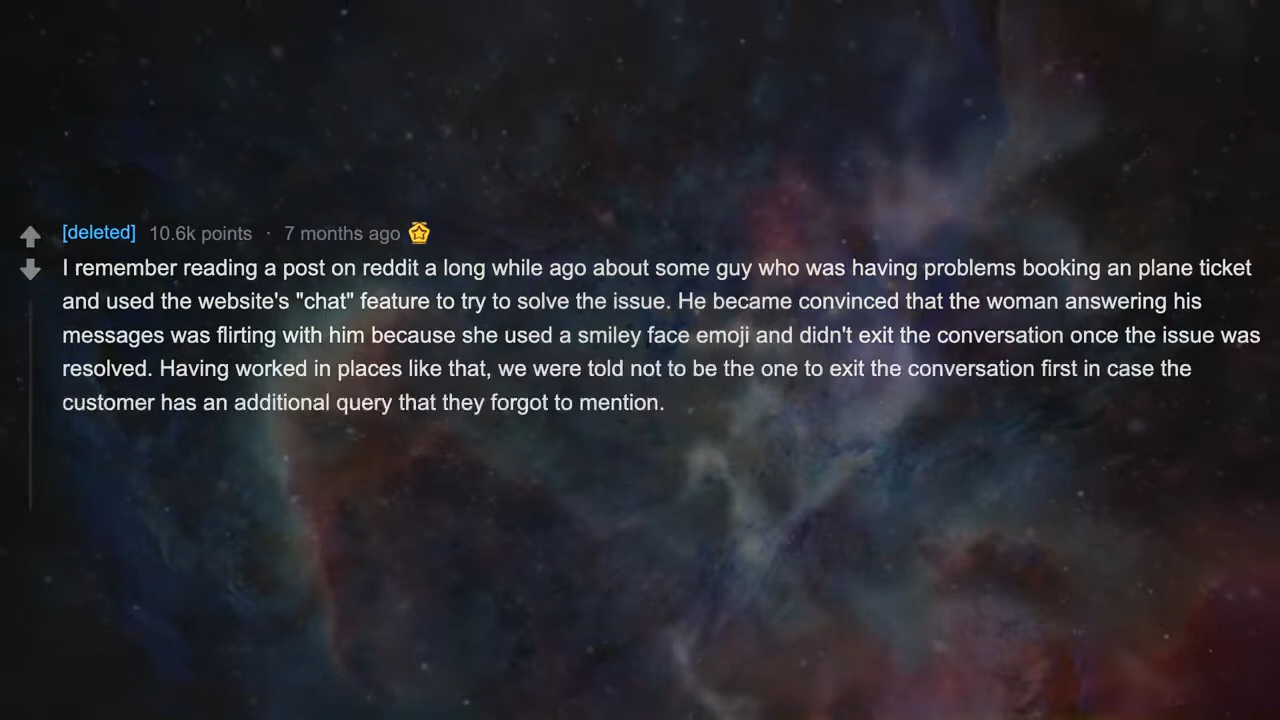 [deleted] 10.6k points · 7 months ago
I remember reading a post on reddit a long while ago about some guy who was having problems booking an plane ticket
and used the website's "chat" feature to try to solve the issue. He became convinced that the woman answering his
messages was flirting with him because she used a smiley face emoji and didn't exit the conversation once the issue was
resolved. Having worked in places like that, we were told not to be the one to exit the conversation first in case the
customer has an additional query that they forgot to mention.